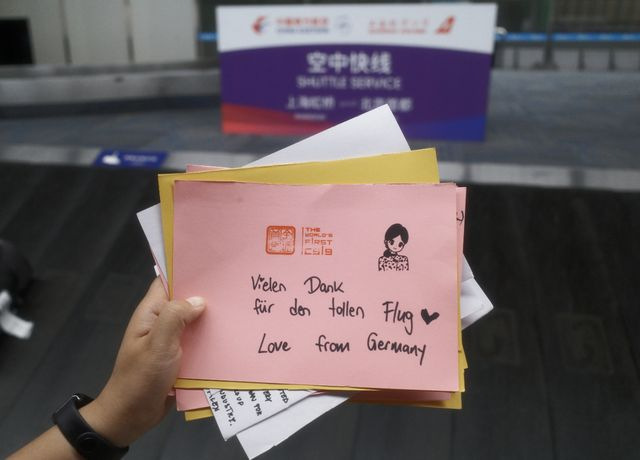 空中快线
SHUTTLE SERVICE
上海虹桥 — 北京首都
THE
WORLD'S
FIRST
C919
Vielen Dank
für den tollen Flug
Love from Germany
INDUSTRY.